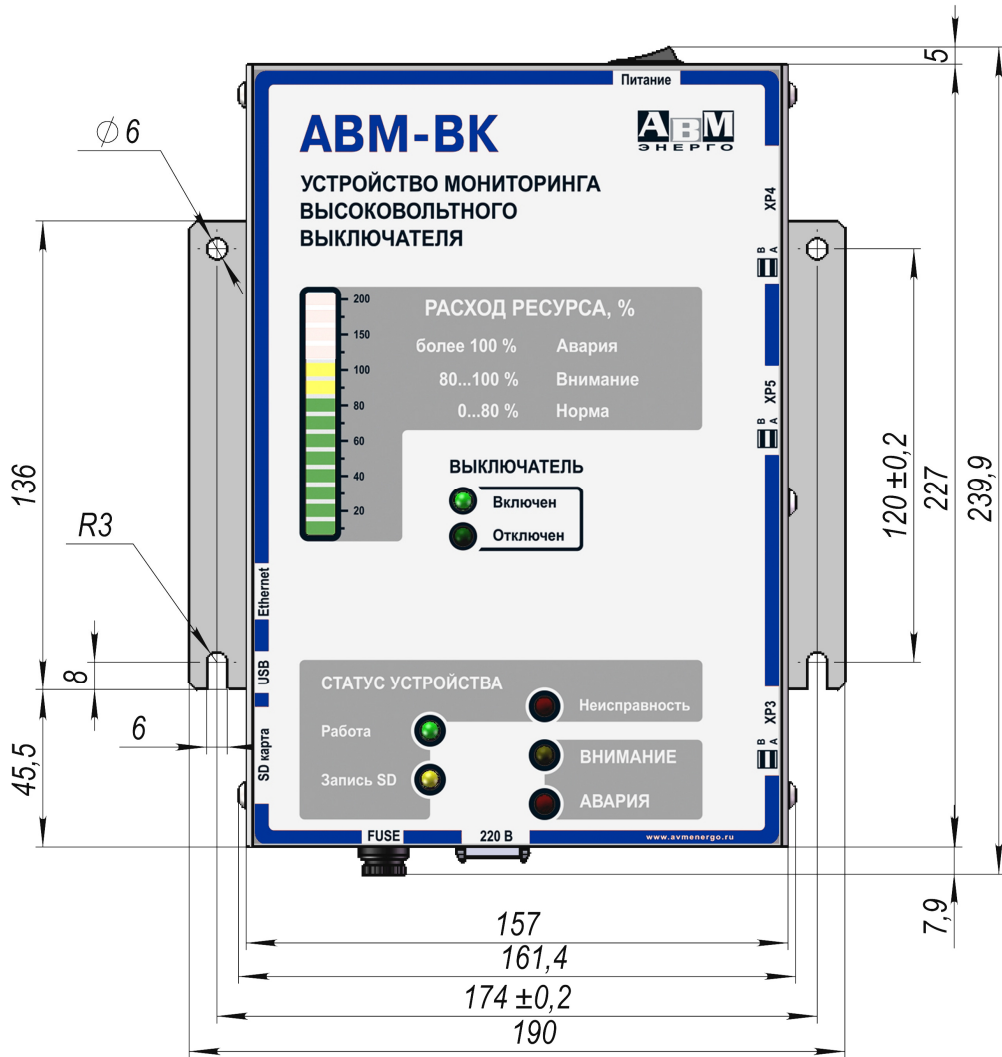 5
Питание
АВМ-ВК
АВМ
ЭНЕРГО
⌀6
УСТРОЙСТВО МОНИТОРИНГА
ВЫСОКОВОЛЬТНОГО
ВЫКЛЮЧАТЕЛЯ
XP4
B A
200
150
100
80
60
40
20
РАСХОД РЕСУРСА, %
более 100 % Авария
80...100 % Внимание
0...80 % Норма
XP5
B A
136
120 ±0,2
227
239,9
ВЫКЛЮЧАТЕЛЬ
Включен
Отключен
R3
Ethernet
USB
SD карта
8
6
45,5
СТАТУС УСТРОЙСТВА
Работа
Запись SD
Неисправность
ВНИМАНИЕ
АВАРИЯ
XP3
B A
FUSE
220 В
www.avmenergo.ru
7,9
157
161,4
174 ±0,2
190